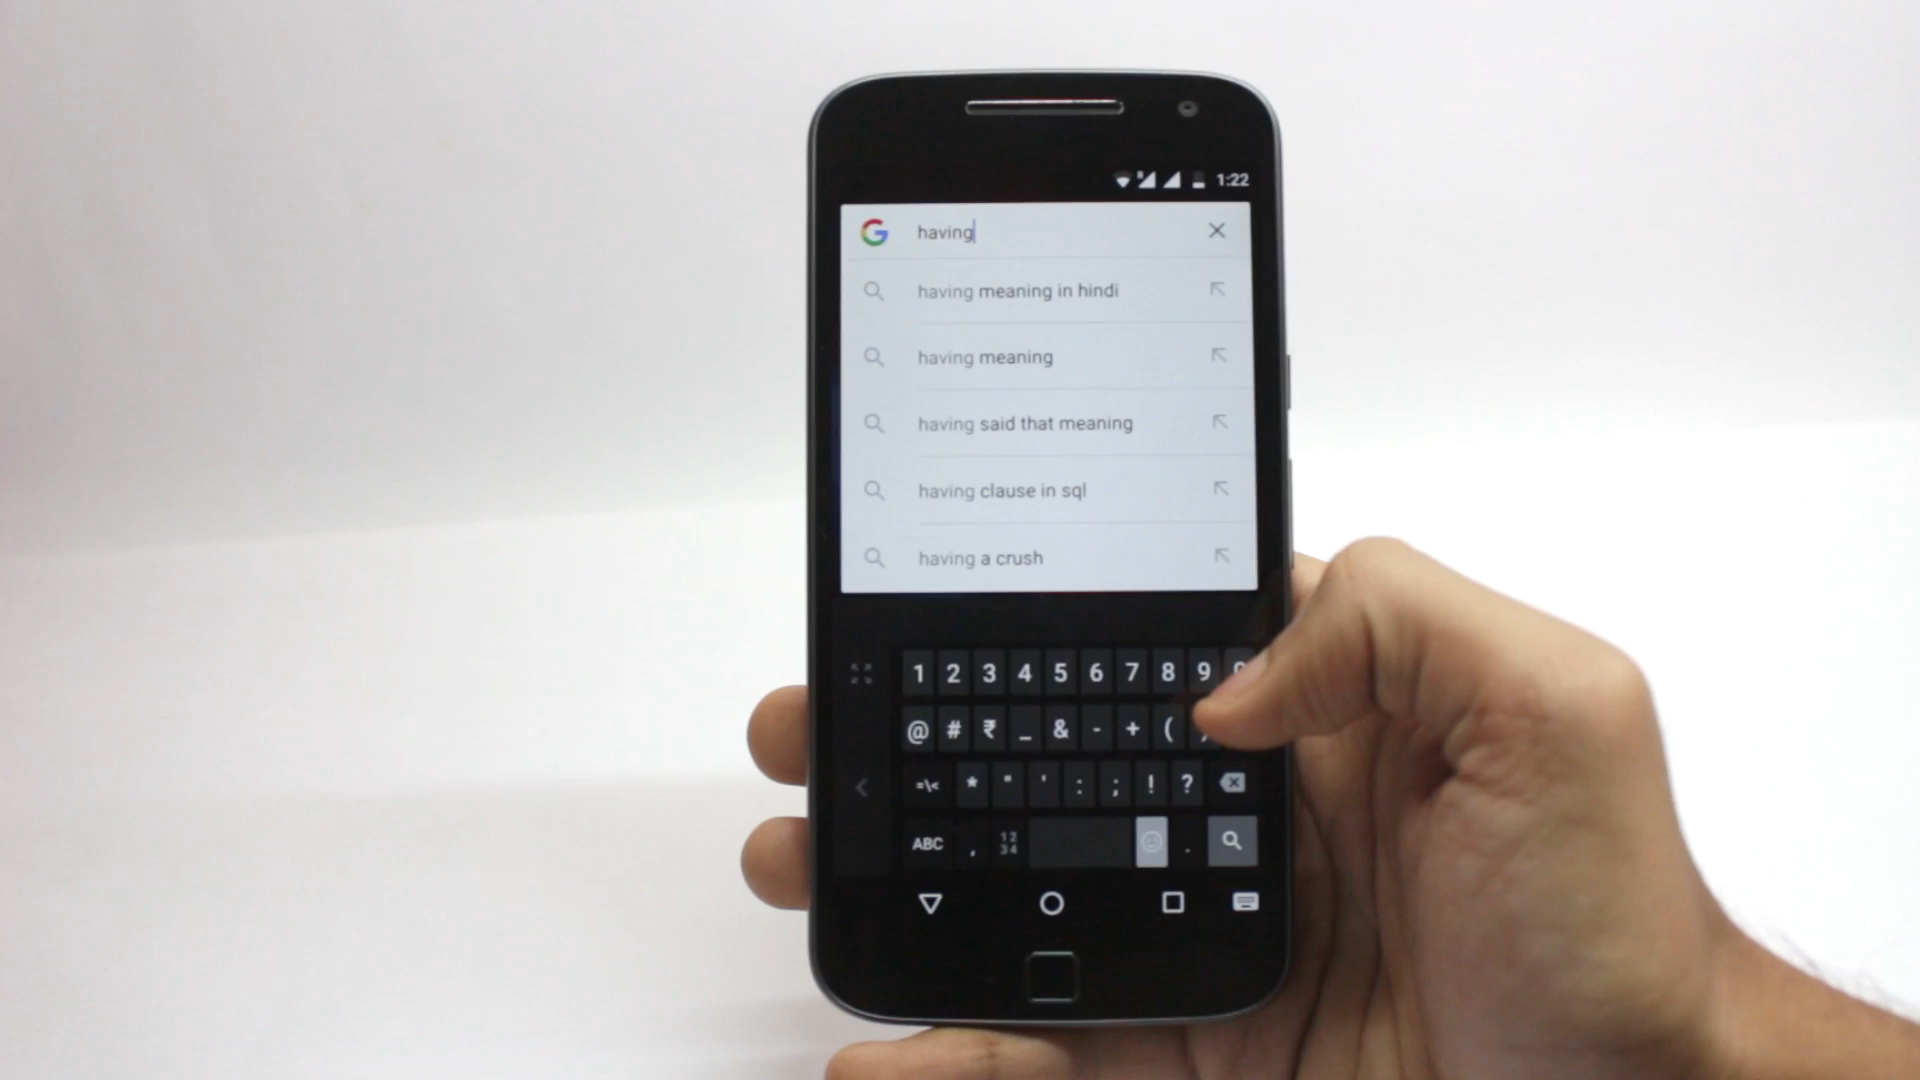 1:22
G having
having meaning in hindi
having meaning
having said that meaning
having clause in sql
having a crush
1 2 3 4 5 6 7 8 9
@ # ₹ _ & - + (
=\< * " ' : ; ! ?
ABC , 12 34 .